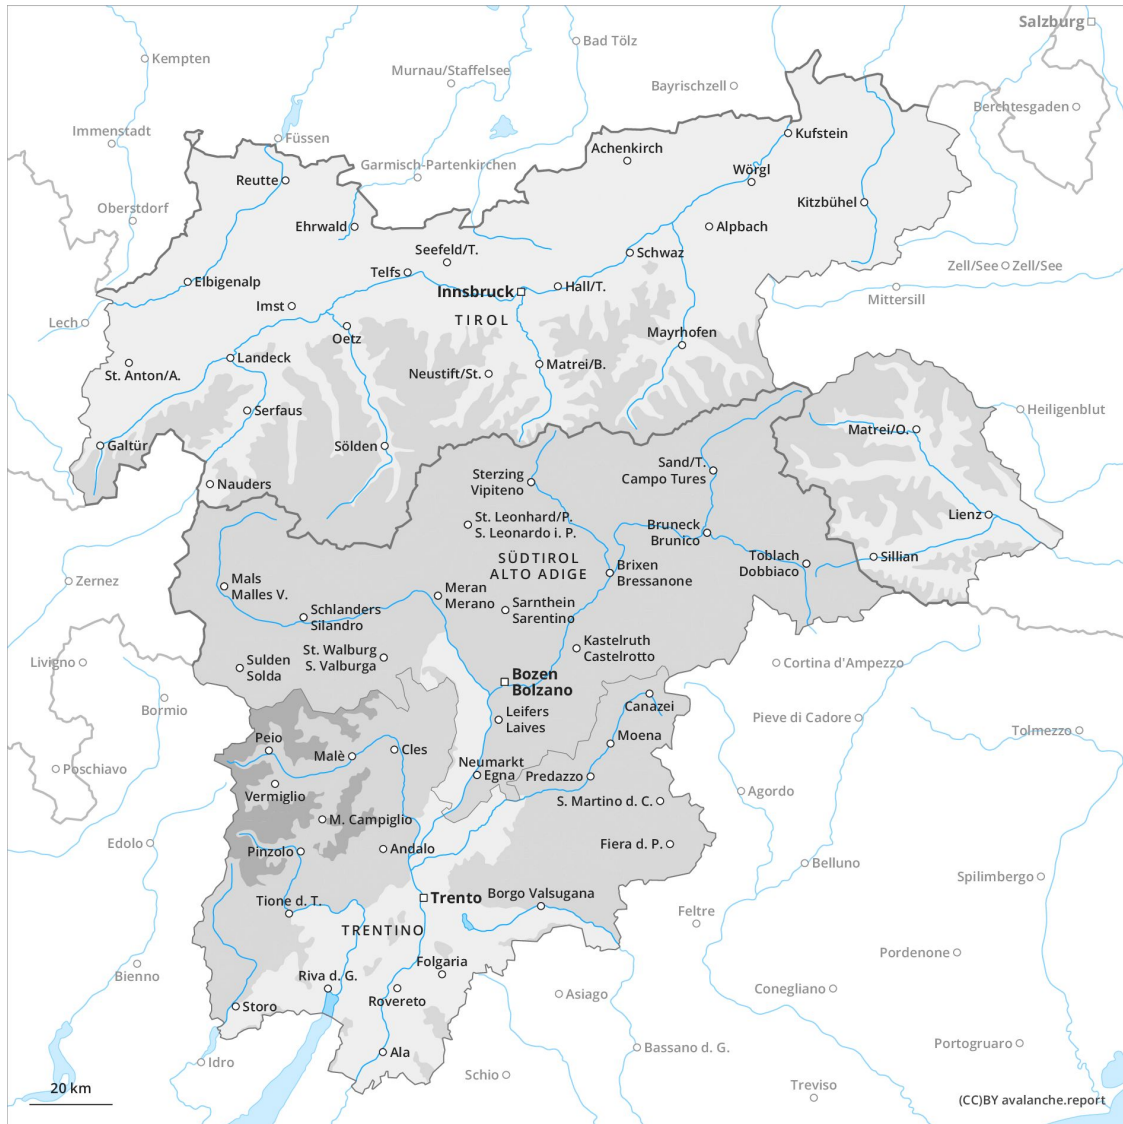 Salzburg
Bad Tölz
Kempten
Murnau/Staffelsee
Bayrischzell
Berchtesgaden
Immenstadt
Füssen
Kufstein
Achenkirch
Garmisch-Partenkirchen
Wörgl
Reutte
Kitzbühel
Oberstdorf
Ehrwald
Alpbach
Seefeld/T.
Schwaz
Telfs
Zell/See
Zell/See
Elbigenalp
Innsbruck
Hall/T.
Mittersill
Imst
TIROL
Lech
Oetz
Mayrhofen
Landeck
Matrei/B.
St. Anton/A.
Neustift/St.
Serfaus
Heiligenblut
Matrei/O.
Galtür
Sölden
Sterzing
Vipiteno
Sand/T.
Campo Tures
Nauders
Lienz
St. Leonhard/P.
S. Leonardo i. P.
Bruneck
Brunico
SÜDTIROL
ALTO ADIGE
Toblach
Dobbiaco
Sillian
Brixen
Bressanone
Zernez
Mals
Malles V.
Meran
Merano
Sarnthein
Sarentino
Schlanders
Silandro
Kastelruth
Castelrotto
St. Walburg
S. Valburga
Livigno
Sulden
Solda
Cortina d'Ampezzo
Bozen
Bolzano
Bormio
Canazei
Leifers
Laives
Pieve di Cadore
Tolmezzo
Peio
Moena
Malè
Cles
Neumarkt
Egna
Predazzo
Poschiavo
Vermiglio
Agordo
S. Martino d. C.
M. Campiglio
Edolo
Pinzolo
Andalo
Fiera d. P.
Belluno
Spilimbergo
Trento
Borgo Valsugana
Tione d. T.
Feltre
TRENTINO
Pordenone
Folgaria
Bienno
Riva d. G.
Rovereto
Asiago
Conegliano
Storo
Bassano d. G.
Portogruaro
Ala
Idro
Schio
Treviso
20 km
(CC)BY avalanche.report